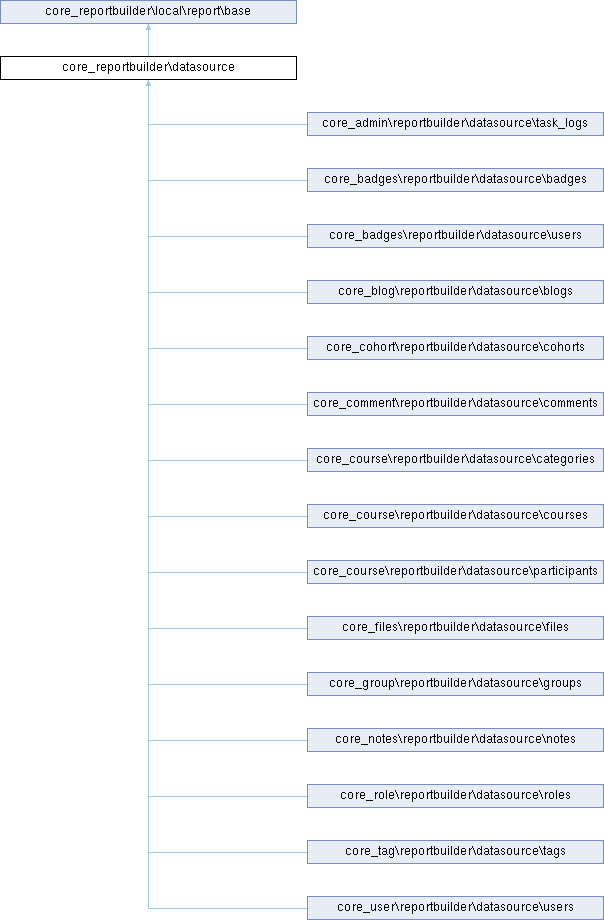 core_reportbuilder\local\report\base
core_reportbuilder\datasource
core_admin\reportbuilder\datasource\task_logs
core_badges\reportbuilder\datasource\badges
core_badges\reportbuilder\datasource\users
core_blog\reportbuilder\datasource\blogs
core_cohort\reportbuilder\datasource\cohorts
core_comment\reportbuilder\datasource\comments
core_course\reportbuilder\datasource\categories
core_course\reportbuilder\datasource\courses
core_course\reportbuilder\datasource\participants
core_files\reportbuilder\datasource\files
core_group\reportbuilder\datasource\groups
core_notes\reportbuilder\datasource\notes
core_role\reportbuilder\datasource\roles
core_tag\reportbuilder\datasource\tags
core_user\reportbuilder\datasource\users